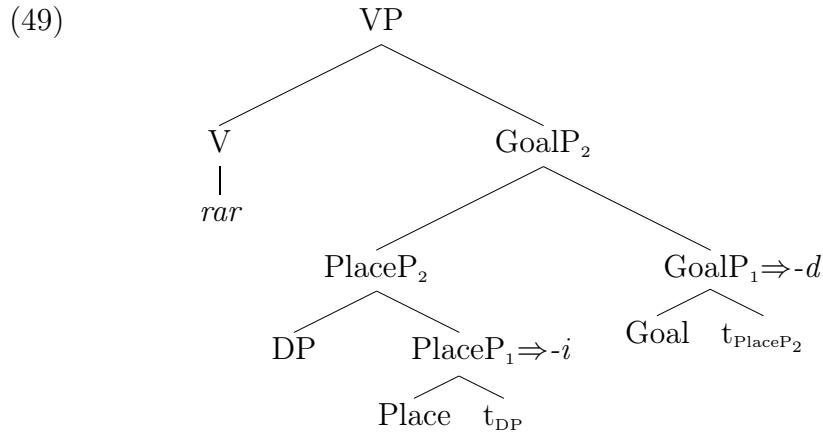 (49) VP
V GoalP₂
rar
PlaceP₂ GoalP₁⇒-d
DP PlaceP₁⇒-i Goal t_PlaceP₂
Place t_DP